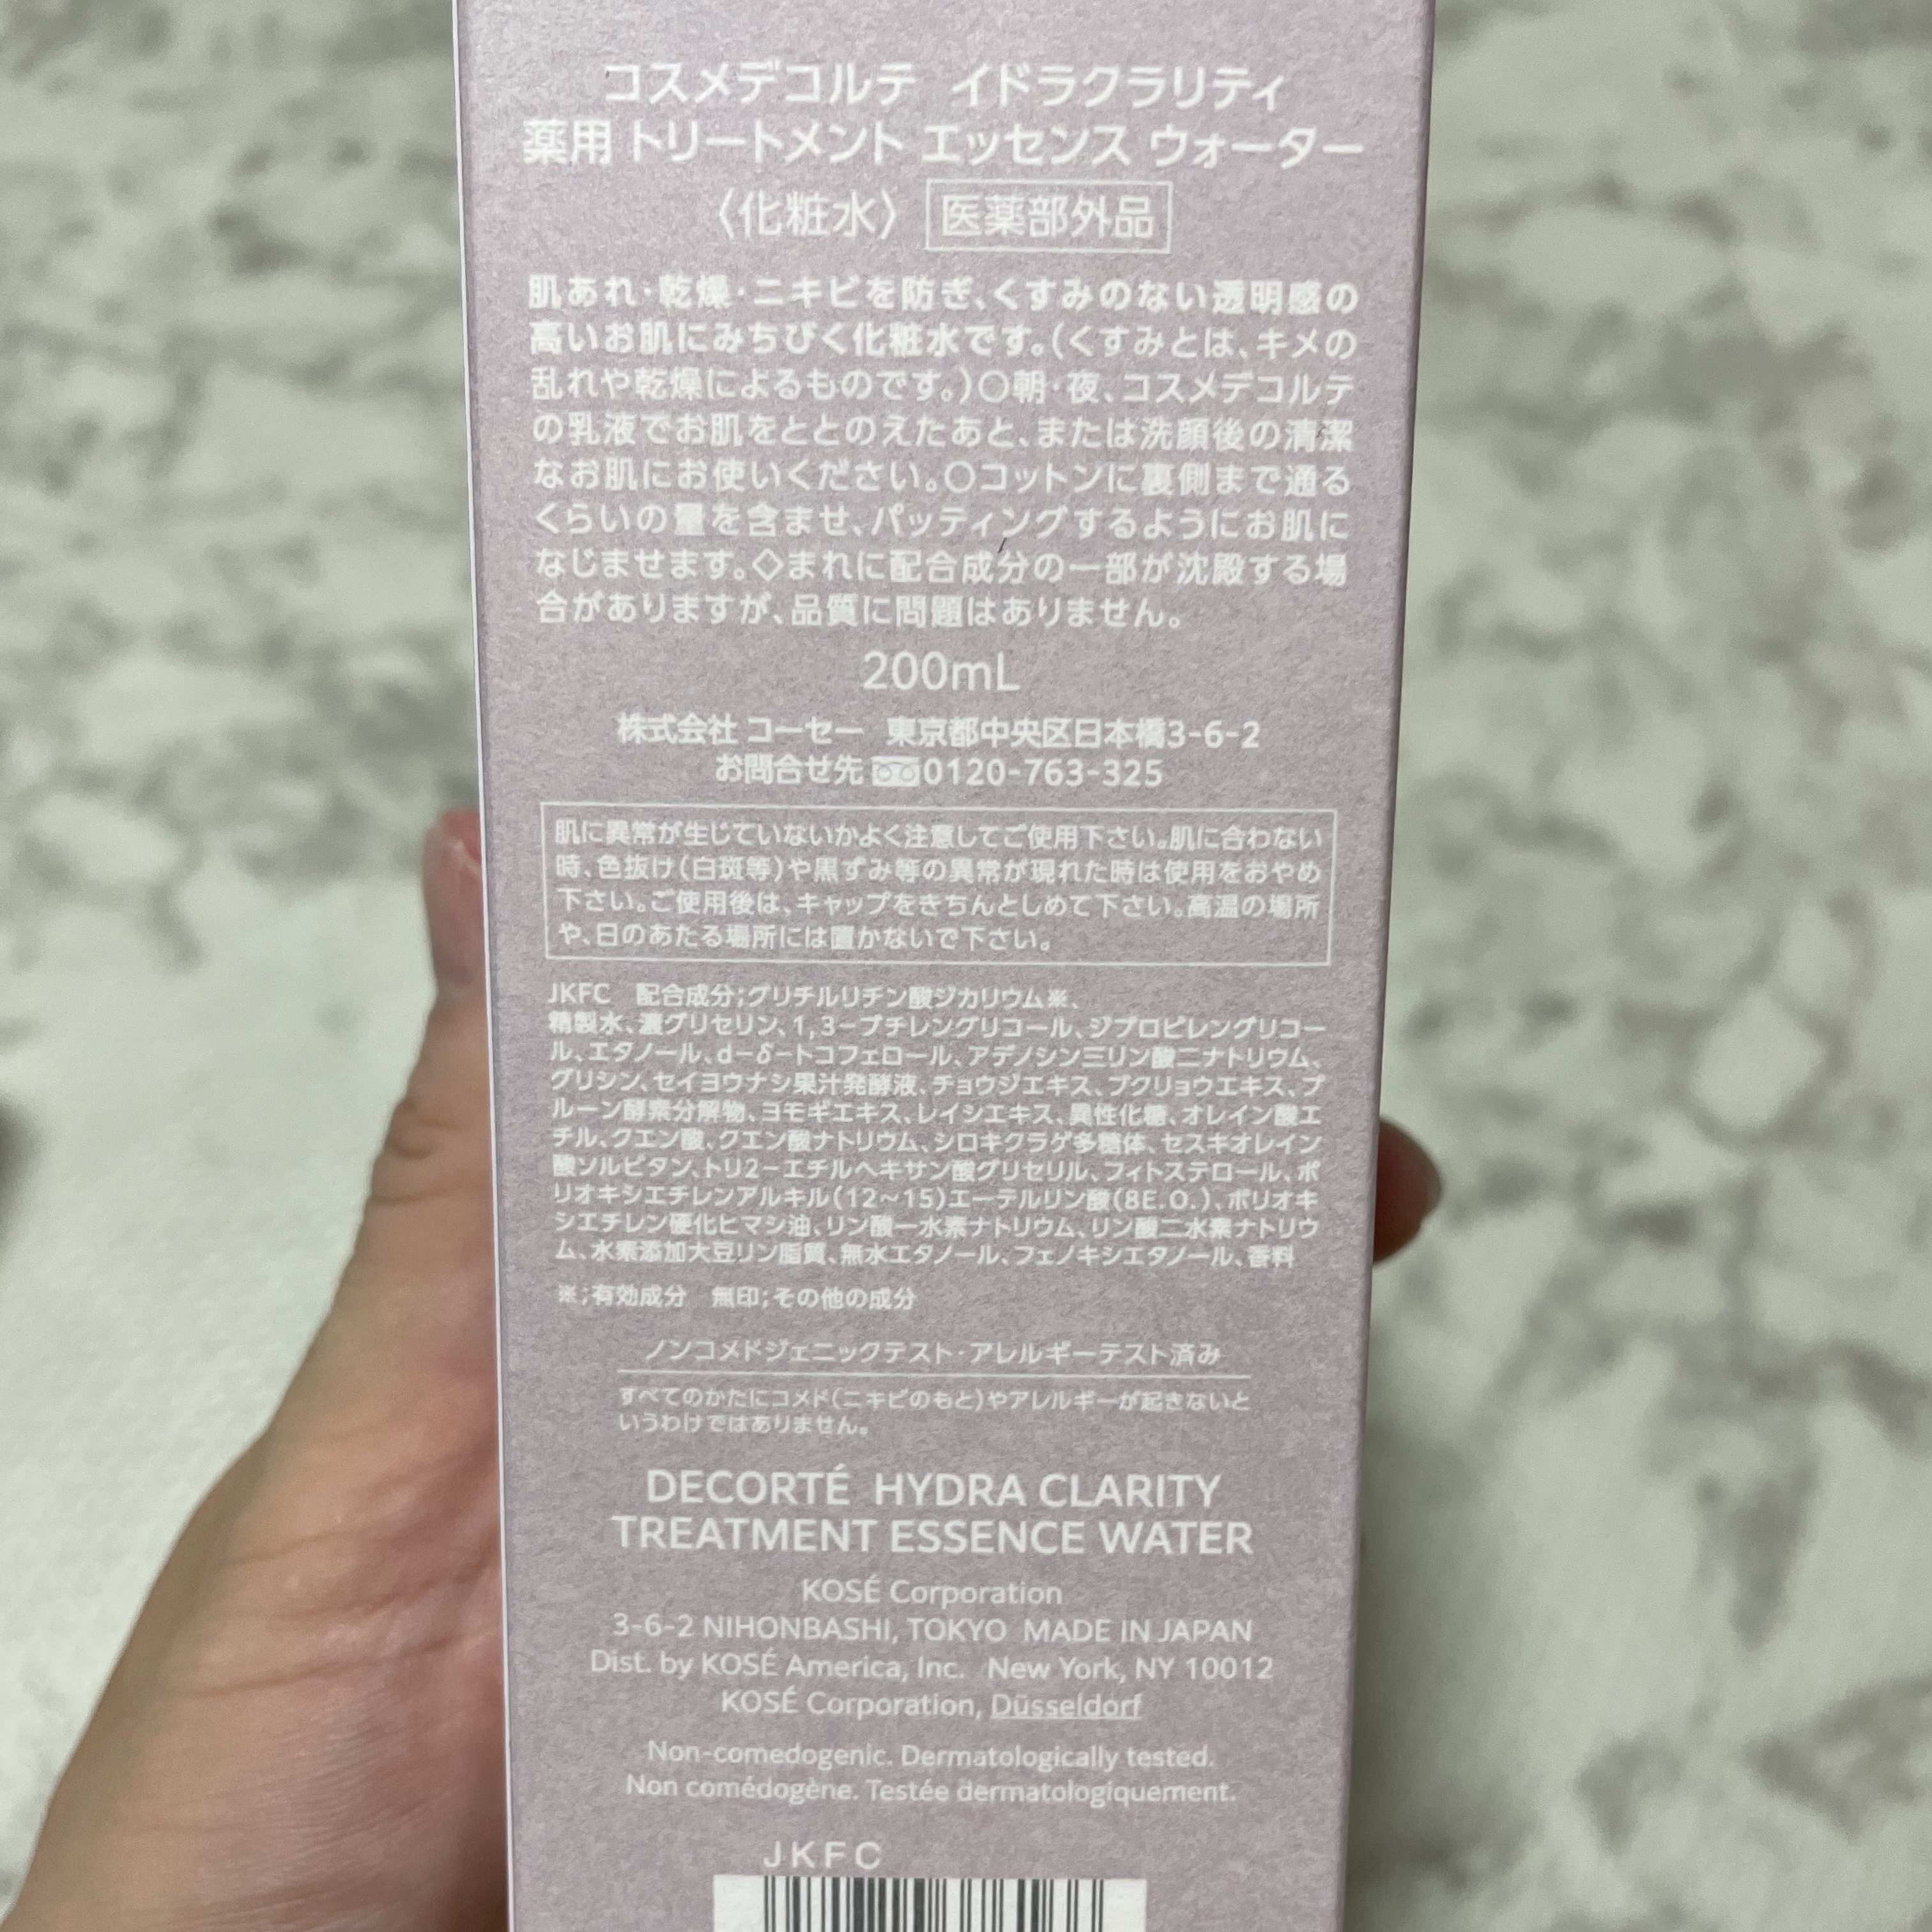 コスメデコルテ イドラクラリティ
薬用 トリートメント エッセンス ウォーター
〈化粧水〉 医薬部外品
肌あれ・乾燥・ニキビを防ぎ、くすみのない透明感の
高いお肌にみちびく化粧水です。(くすみとは、キメの
乱れや乾燥によるものです。)○朝・夜、コスメデコルテ
の乳液でお肌をととのえたあと、または洗顔後の清潔
なお肌にお使いください。○コットンに裏側まで通る
くらいの量を含ませ、パッティングするようにお肌に
なじませます。◇まれに配合成分の一部が沈殿する場
合がありますが、品質に問題はありません。
200mL
株式会社 コーセー 東京都中央区日本橋3-6-2
お問合せ先 0120-763-325
肌に異常が生じていないかよく注意してご使用下さい。肌に合わない
時、色抜け(白斑等)や黒ずみ等の異常が現れた時は使用をおやめ
下さい。ご使用後は、キャップをきちんとしめて下さい。高温の場所
や、日のあたる場所には置かないで下さい。
JKFC 配合成分;グリチルリチン酸ジカリウム※、
精製水、濃グリセリン、1,3-ブチレングリコール、ジプロピレングリコー
ル、エタノール、d-δ-トコフェロール、アデノシン三リン酸二ナトリウム、
グリシン、セイヨウナシ果汁発酵液、チョウジエキス、ブクリョウエキス、プ
ルーン酵素分解物、ヨモギエキス、レイシエキス、異性化糖、オレイン酸エ
チル、クエン酸、クエン酸ナトリウム、シロキクラゲ多糖体、セスキオレイン
酸ソルビタン、トリ2-エチルヘキサン酸グリセリル、フィトステロール、ポ
リオキシエチレンアルキル(12~15)エーテルリン酸(8E.O.)、ポリオキ
シエチレン硬化ヒマシ油、リン酸一水素ナトリウム、リン酸二水素ナトリウ
ム、水素添加大豆リン脂質、無水エタノール、フェノキシエタノール、香料
※;有効成分 無印;その他の成分
ノンコメドジェニックテスト・アレルギーテスト済み
すべてのかたにコメド(ニキビのもと)やアレルギーが起きないと
いうわけではありません。
DECORTÉ HYDRA CLARITY
TREATMENT ESSENCE WATER
KOSÉ Corporation
3-6-2 NIHONBASHI, TOKYO MADE IN JAPAN
Dist. by KOSÉ America, Inc. New York, NY 10012
KOSÉ Corporation, Düsseldorf
Non-comedogenic. Dermatologically tested.
Non comédogène. Testée dermatologiquement.
JKFC